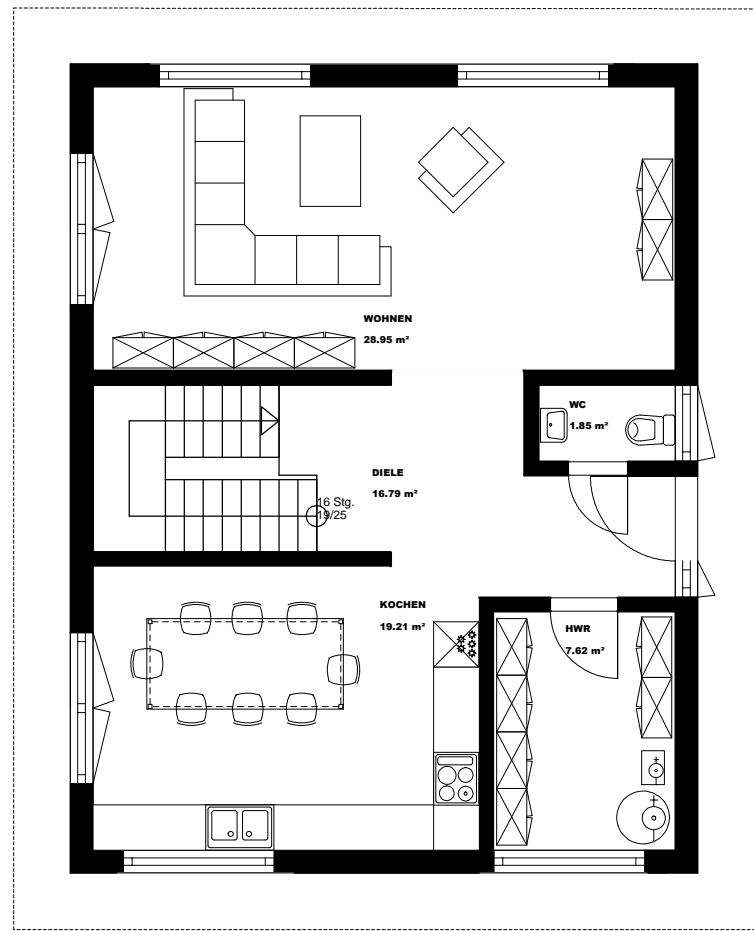 WOHNEN
28.95 m²
WC
1.85 m²
DIELE
16.79 m²
16 Stg.
19/25
KOCHEN
19.21 m²
HWR
7.62 m²